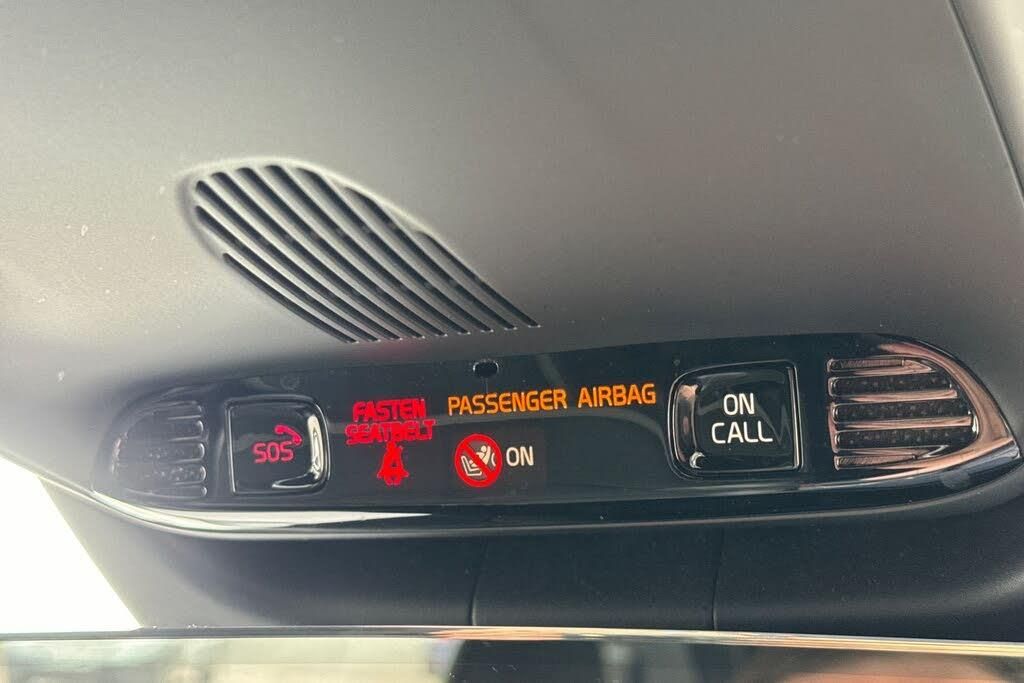 SOS
FASTEN
SEATBELT
PASSENGER AIRBAG
ON
ON
CALL